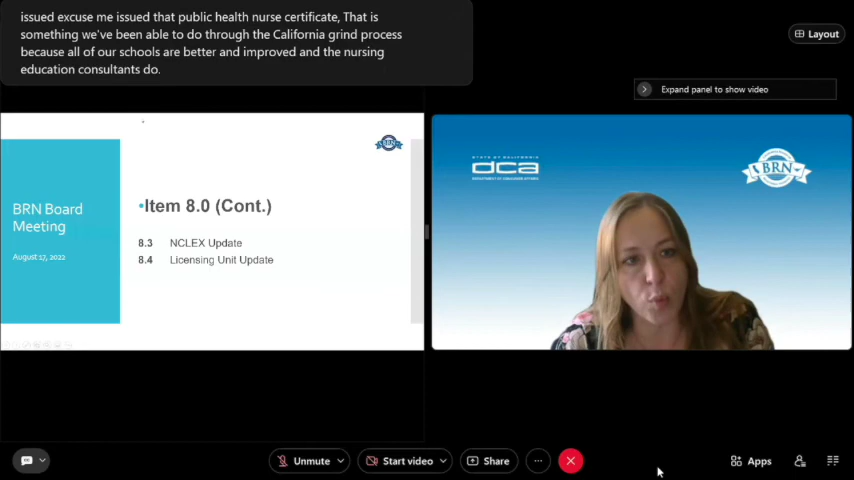 issued excuse me issued that public health nurse certificate, That is
something we've been able to do through the California grind process
because all of our schools are better and improved and the nursing
education consultants do.
Layout
Expand panel to show video
BRN Board
Meeting
August 17, 2022
BRN
•Item 8.0 (Cont.)
8.3 NCLEX Update
8.4 Licensing Unit Update
STATE OF CALIFORNIA
dca
DEPARTMENT OF CONSUMER AFFAIRS
BRN
Unmute
Start video
Share
Apps